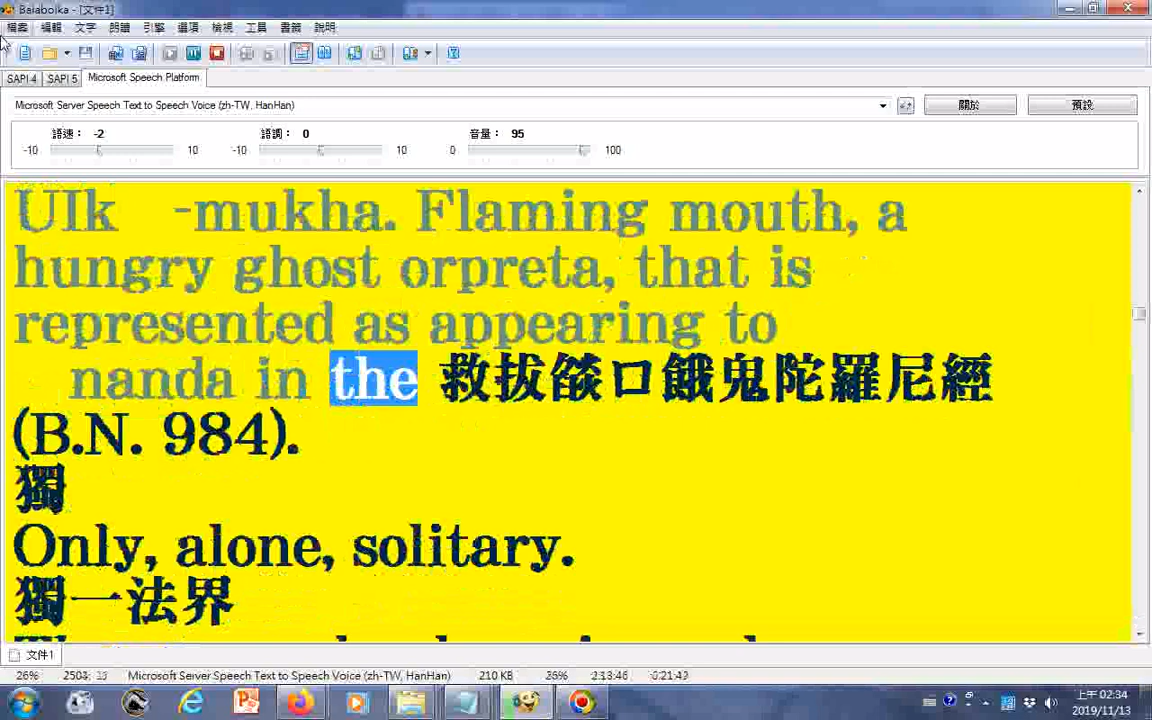 Balabolka - [文件1]
檔案 編輯 文字 朗讀 引擎 選項 檢視 工具 書籤 說明
SAPI 4 SAPI 5 Microsoft Speech Platform
Microsoft Server Speech Text to Speech Voice (zh-TW, HanHan) 關於 預設
語速： -2 語調： 0 音量： 95
-10 10 -10 10 0 100
UIk -mukha. Flaming mouth, a
hungry ghost orpreta, that is
represented as appearing to
nanda in the 救拔燄口餓鬼陀羅尼經
(B.N. 984).
獨
Only, alone, solitary.
獨一法界
文件1
26% Microsoft Server Speech Text to Speech Voice (zh-TW, HanHan) 210 KB 26% 2:13:46 0:21:43
上午 02:34
2019/11/13